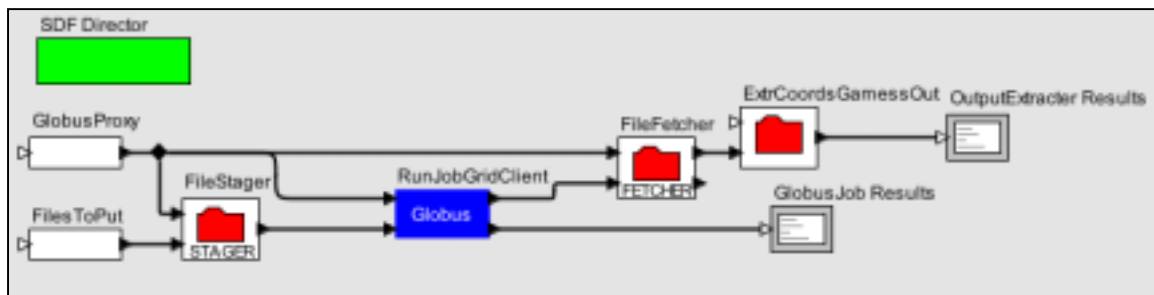 SDF Director
GlobusProxy
FilesToPut
FileStager
STAGER
RunJobGridClient
Globus
FileFetcher
FETCHER
ExtrCoordsGamessOut
OutputExtracter Results
GlobusJob Results